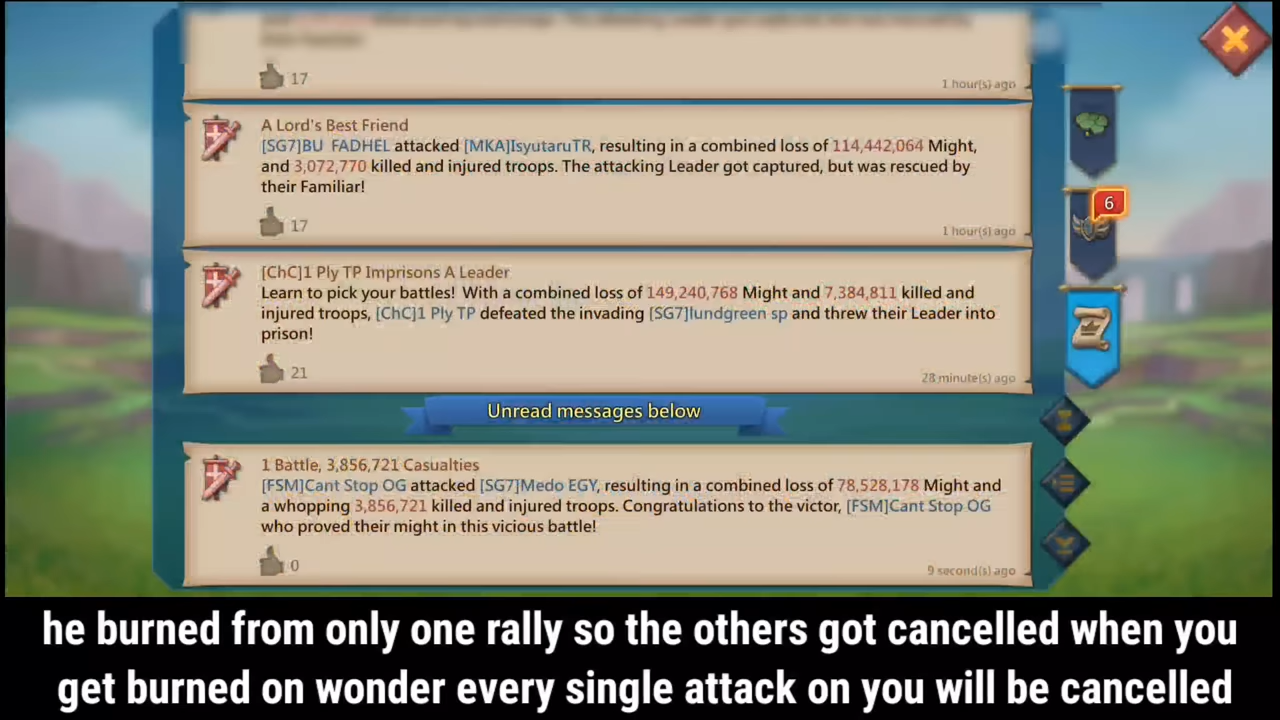 17
1 hour(s) ago
A Lord's Best Friend
[SG7]BU FADHEL attacked [MKA]IsyutaruTR, resulting in a combined loss of 114,442,064 Might,
and 3,072,770 killed and injured troops. The attacking Leader got captured, but was rescued by
their Familiar!
17
1 hour(s) ago
6
[ChC]1 Ply TP Imprisons A Leader
Learn to pick your battles! With a combined loss of 149,240,768 Might and 7,384,811 killed and
injured troops, [ChC]1 Ply TP defeated the invading [SG7]lundgreen sp and threw their Leader into
prison!
21
28 minute(s) ago
Unread messages below
1 Battle, 3,856,721 Casualties
[FSM]Cant Stop OG attacked [SG7]Medo EGY, resulting in a combined loss of 78,528,178 Might and
a whopping 3,856,721 killed and injured troops. Congratulations to the victor, [FSM]Cant Stop OG
who proved their might in this vicious battle!
0
9 second(s) ago
he burned from only one rally so the others got cancelled when you
get burned on wonder every single attack on you will be cancelled